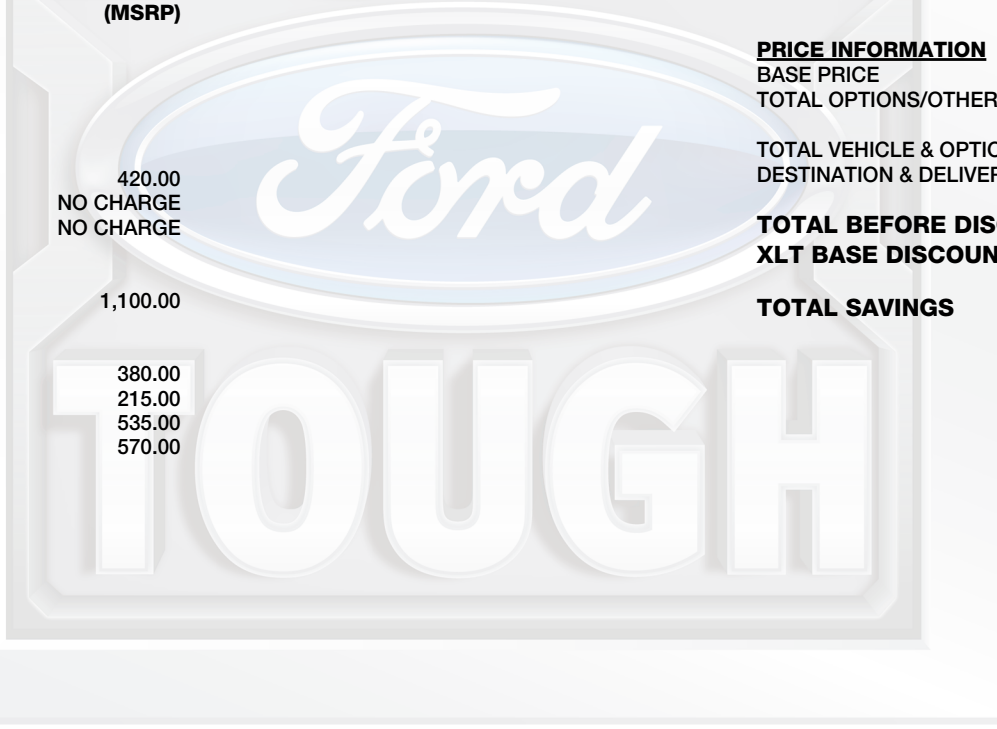 (MSRP)
420.00
NO CHARGE
NO CHARGE
1,100.00
380.00
215.00
535.00
570.00
PRICE INFORMATION
BASE PRICE
TOTAL OPTIONS/OTHER
TOTAL VEHICLE & OPTIO
DESTINATION & DELIVER
TOTAL BEFORE DIS
XLT BASE DISCOUN
TOTAL SAVINGS
Ford
TOUGH